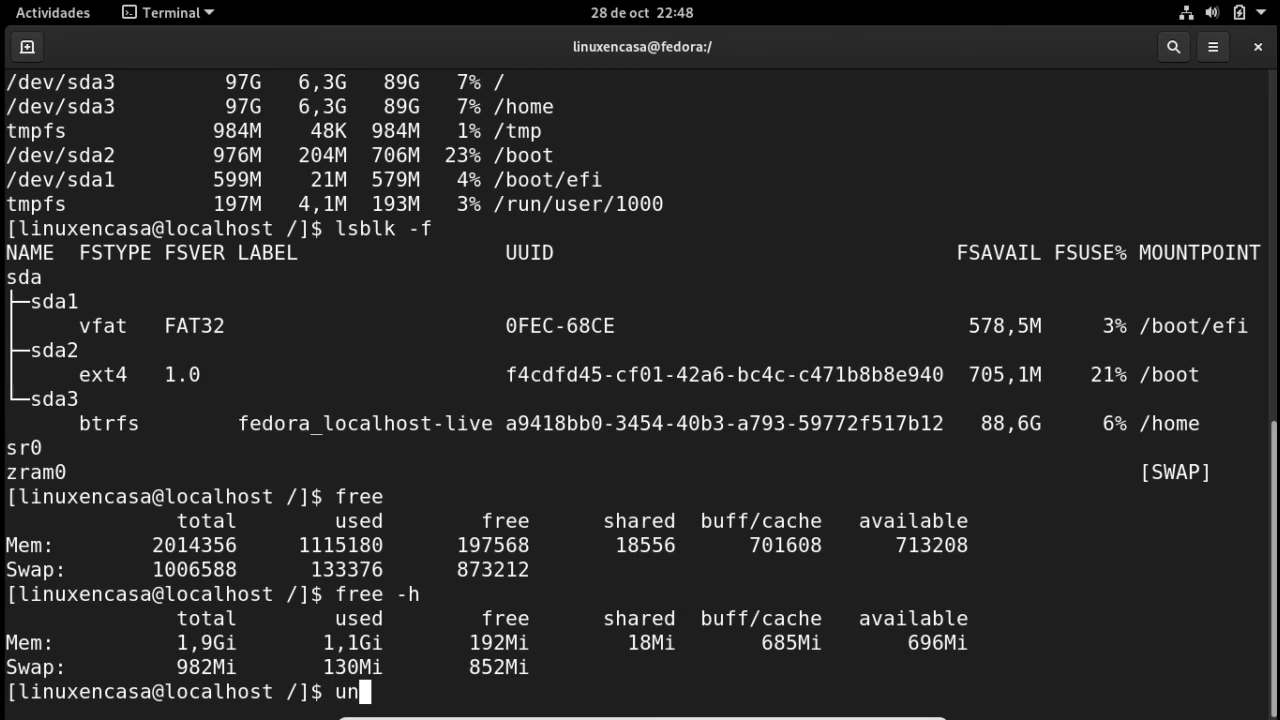 Actividades Terminal 28 de oct 22:48
linuxencasa@fedora:/
/dev/sda3 97G 6,3G 89G 7% /
/dev/sda3 97G 6,3G 89G 7% /home
tmpfs 984M 48K 984M 1% /tmp
/dev/sda2 976M 204M 706M 23% /boot
/dev/sda1 599M 21M 579M 4% /boot/efi
tmpfs 197M 4,1M 193M 3% /run/user/1000
[linuxencasa@localhost /]$ lsblk -f
NAME FSTYPE FSVER LABEL UUID FSAVAIL FSUSE% MOUNTPOINT
sda
├─sda1
│ vfat FAT32 0FEC-68CE 578,5M 3% /boot/efi
├─sda2
│ ext4 1.0 f4cdfd45-cf01-42a6-bc4c-c471b8b8e940 705,1M 21% /boot
└─sda3
btrfs fedora_localhost-live a9418bb0-3454-40b3-a793-59772f517b12 88,6G 6% /home
sr0
zram0 [SWAP]
[linuxencasa@localhost /]$ free
total used free shared buff/cache available
Mem: 2014356 1115180 197568 18556 701608 713208
Swap: 1006588 133376 873212
[linuxencasa@localhost /]$ free -h
total used free shared buff/cache available
Mem: 1,9Gi 1,1Gi 192Mi 18Mi 685Mi 696Mi
Swap: 982Mi 130Mi 852Mi
[linuxencasa@localhost /]$ un